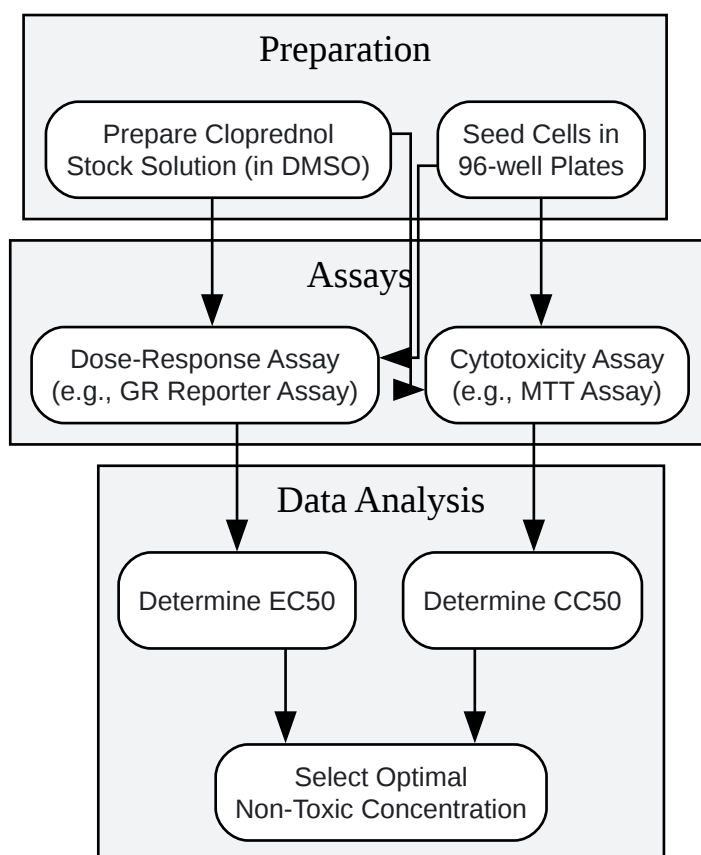 Preparation
Prepare Cloprednol
Stock Solution (in DMSO)
Seed Cells in
96-well Plates
Assays
Dose-Response Assay
(e.g., GR Reporter Assay)
Cytotoxicity Assay
(e.g., MTT Assay)
Data Analysis
Determine EC50
Determine CC50
Select Optimal
Non-Toxic Concentration